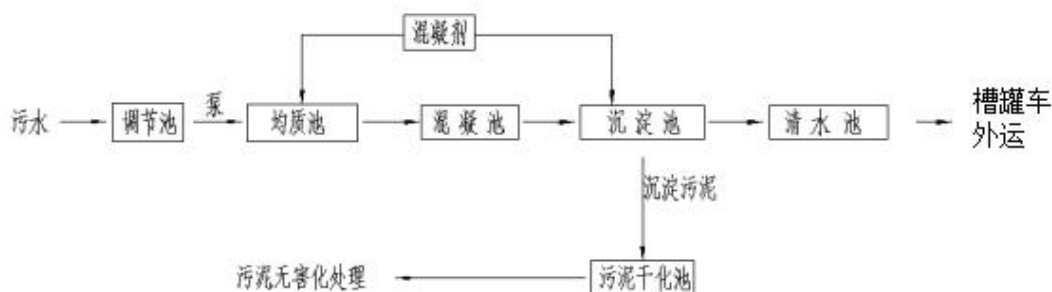 混凝剂
污水
调节池
泵
均质池
混凝池
沉淀池
清水池
槽罐车
外运
沉淀污泥
污泥无害化处理
污泥干化池